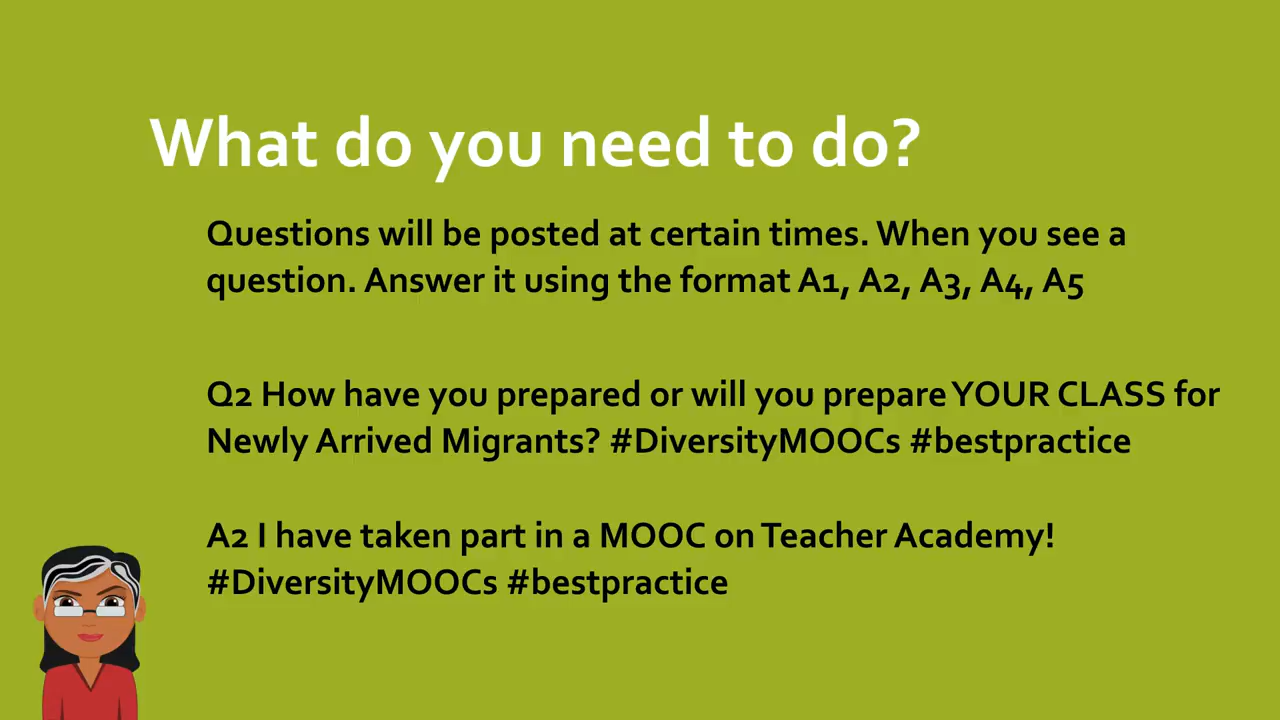 What do you need to do?
Questions will be posted at certain times. When you see a
question. Answer it using the format A1, A2, A3, A4, A5
Q2 How have you prepared or will you prepare YOUR CLASS for
Newly Arrived Migrants? #DiversityMOOCs #bestpractice
A2 I have taken part in a MOOC on Teacher Academy!
#DiversityMOOCs #bestpractice